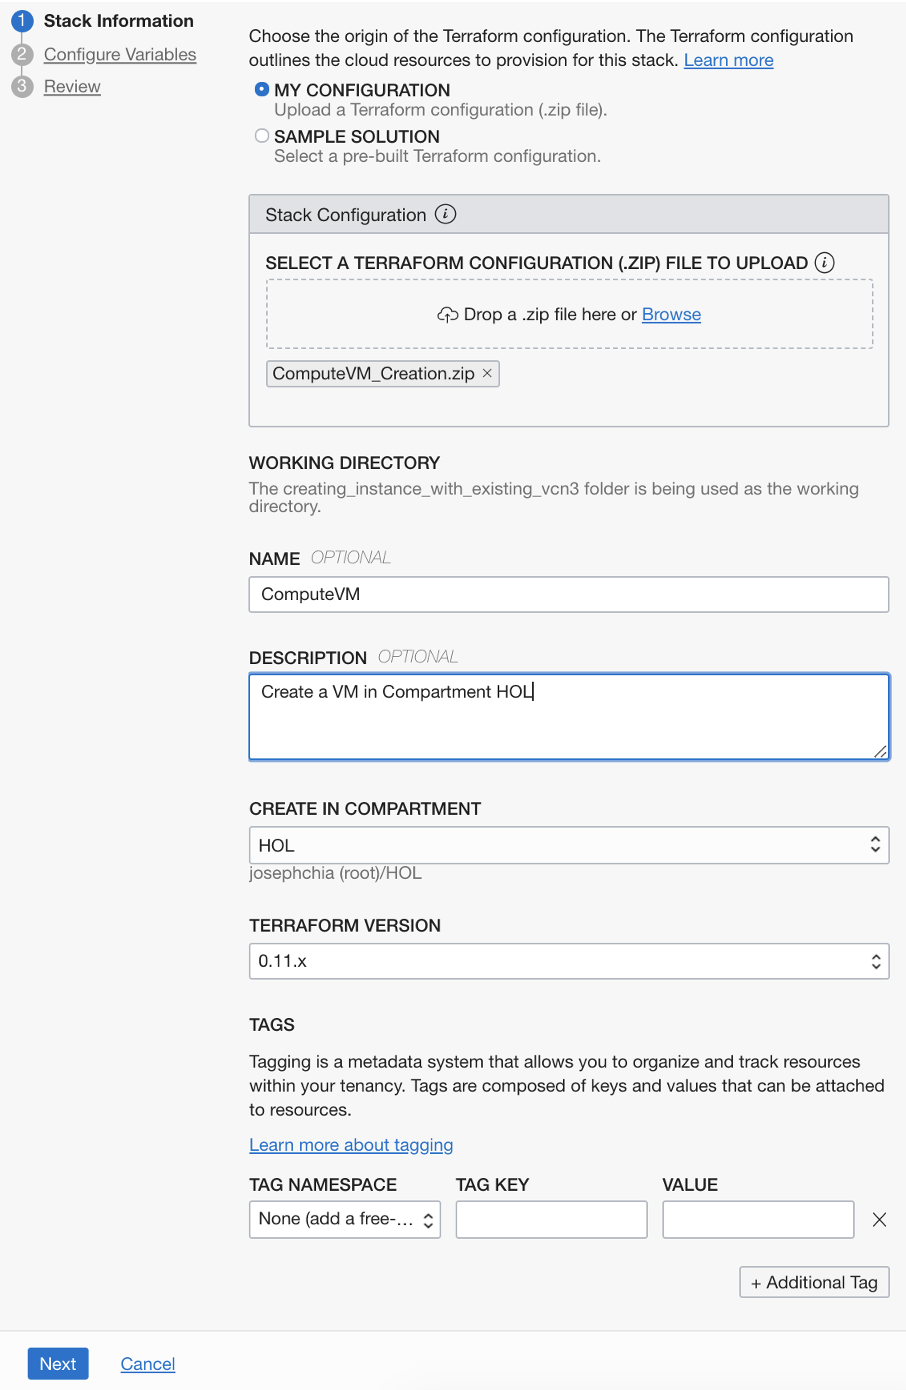 1 Stack Information
2 Configure Variables
3 Review
Choose the origin of the Terraform configuration. The Terraform configuration
outlines the cloud resources to provision for this stack. Learn more
MY CONFIGURATION
Upload a Terraform configuration (.zip file).
SAMPLE SOLUTION
Select a pre-built Terraform configuration.
Stack Configuration i
SELECT A TERRAFORM CONFIGURATION (.ZIP) FILE TO UPLOAD i
Drop a .zip file here or Browse
ComputeVM_Creation.zip ×
WORKING DIRECTORY
The creating_instance_with_existing_vcn3 folder is being used as the working
directory.
NAME OPTIONAL
ComputeVM
DESCRIPTION OPTIONAL
Create a VM in Compartment HOL
CREATE IN COMPARTMENT
HOL
josephchia (root)/HOL
TERRAFORM VERSION
0.11.x
TAGS
Tagging is a metadata system that allows you to organize and track resources
within your tenancy. Tags are composed of keys and values that can be attached
to resources.
Learn more about tagging
TAG NAMESPACE TAG KEY VALUE
None (add a free-...
+ Additional Tag
Next Cancel